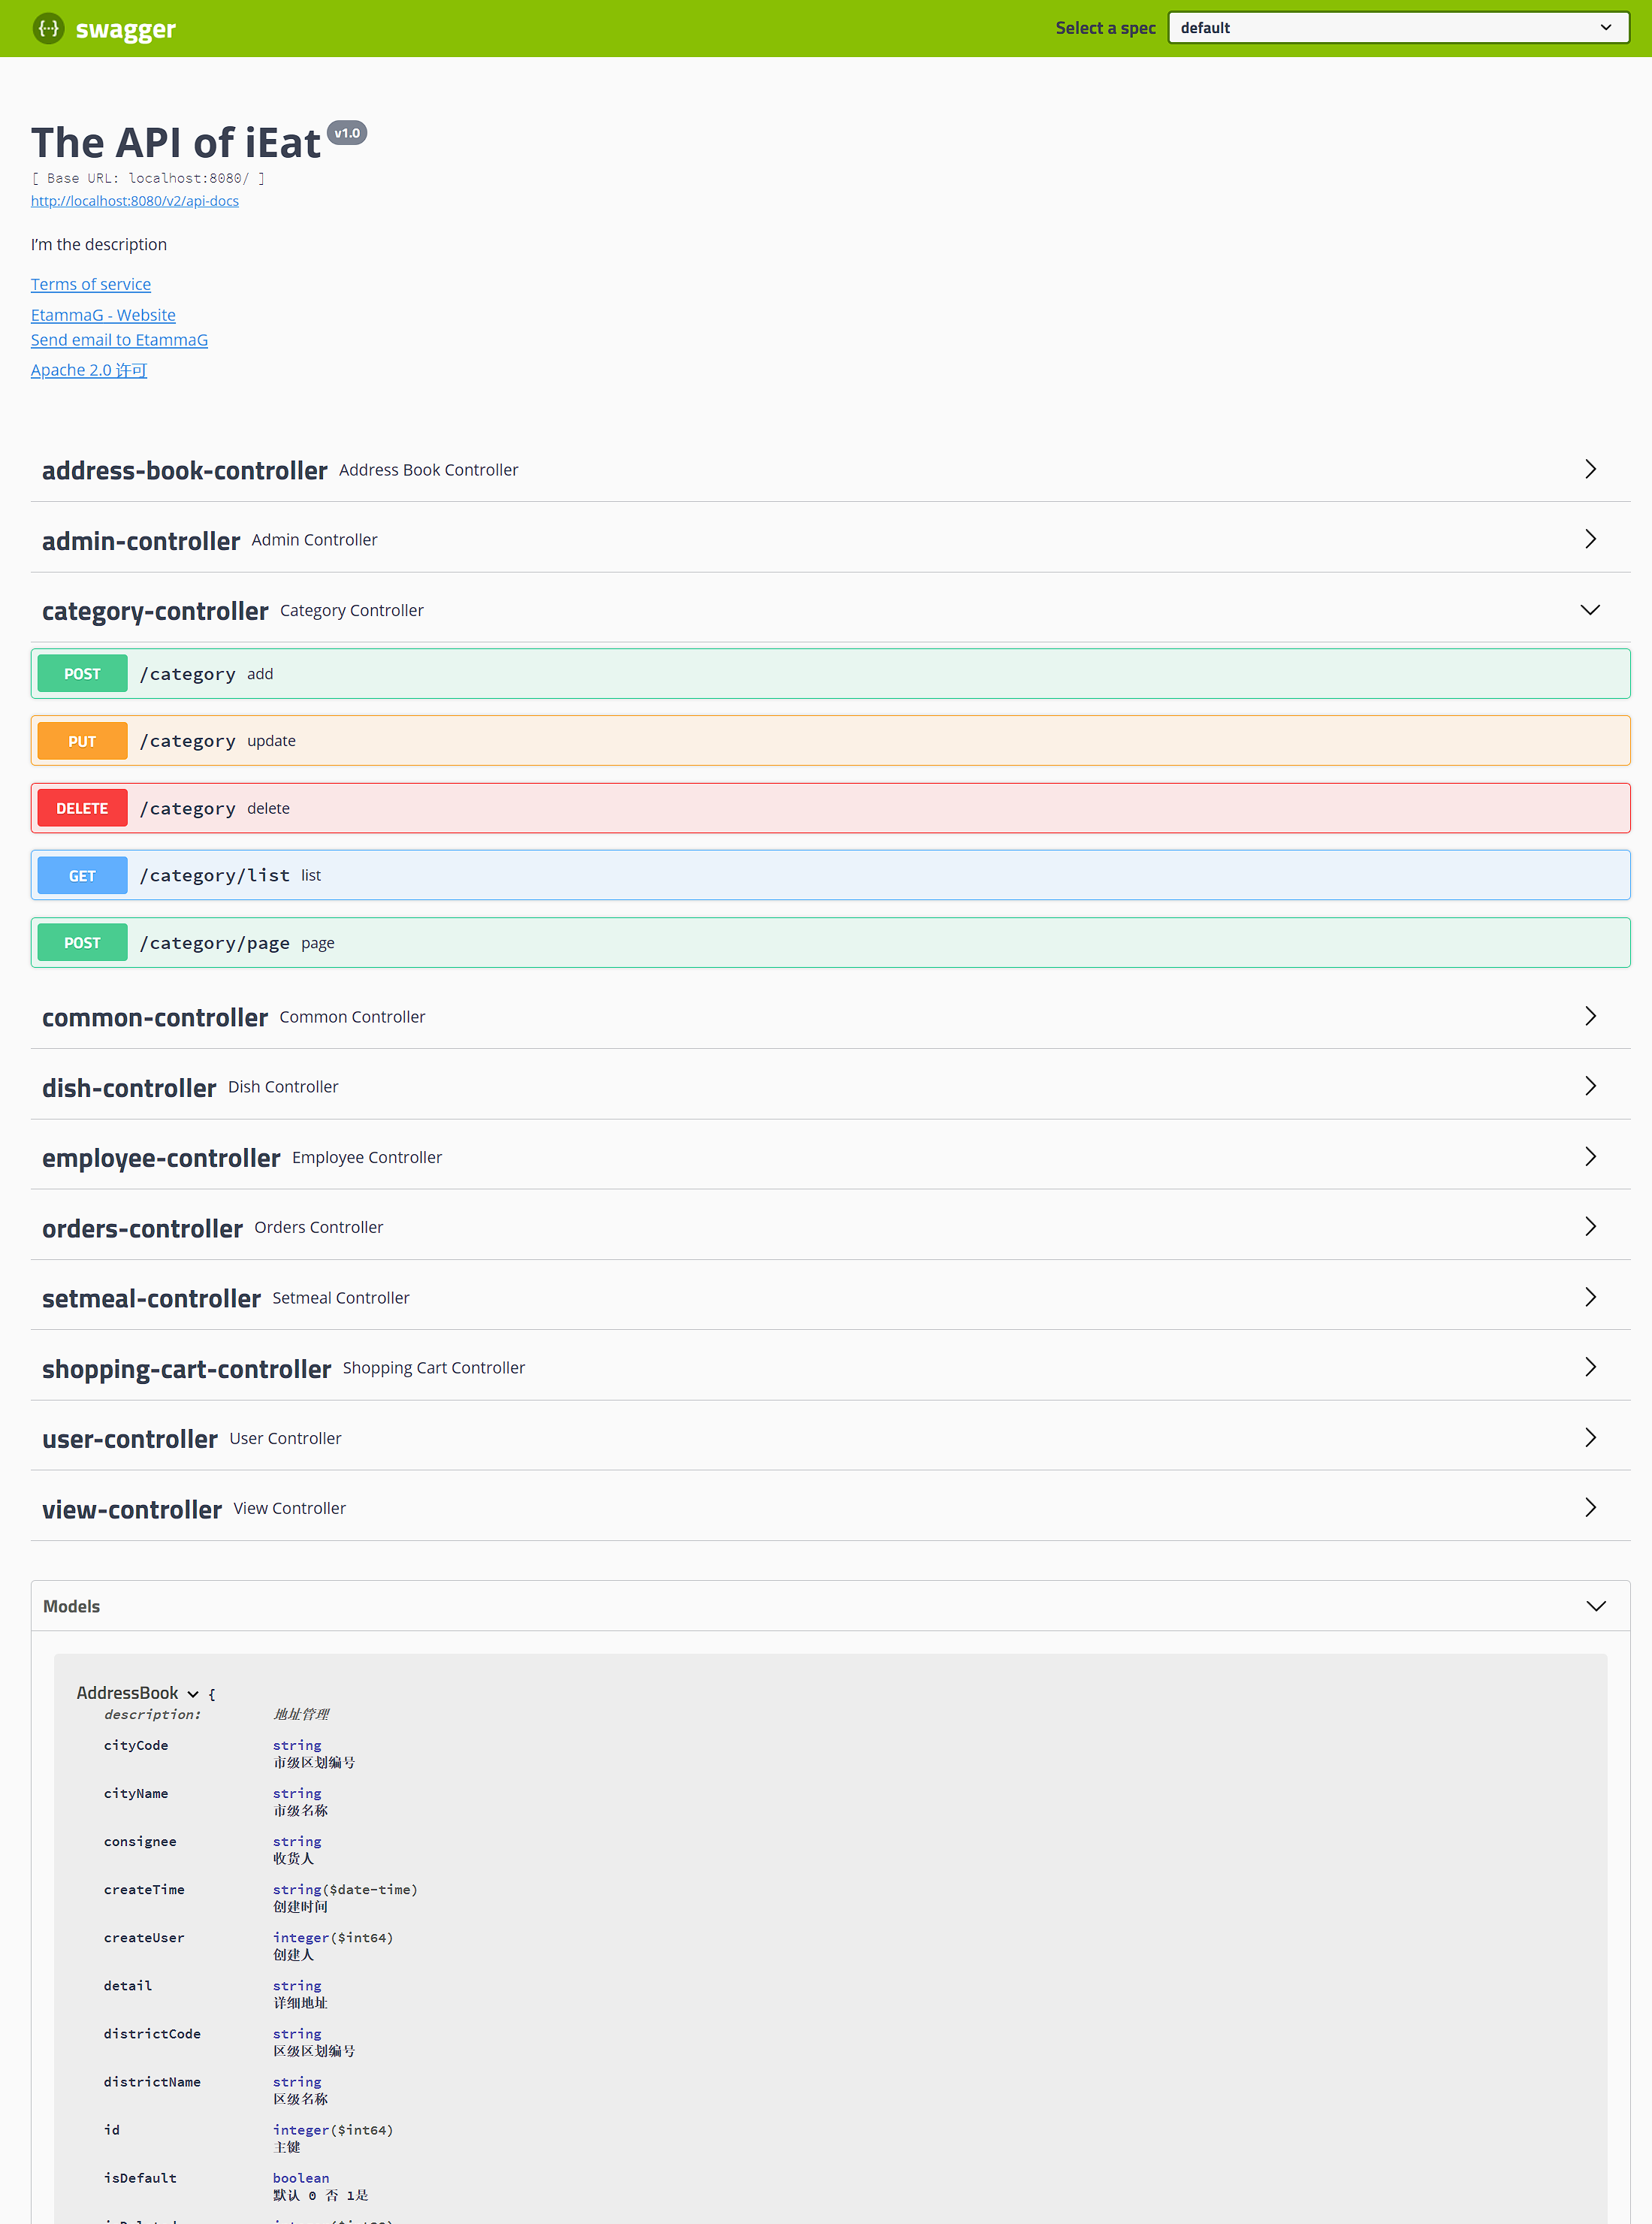 {···} swagger
Select a spec
default
The API of iEat v1.0
[ Base URL: localhost:8080/ ]
http://localhost:8080/v2/api-docs
I'm the description
Terms of service
EtammaG - Website
Send email to EtammaG
Apache 2.0 许可
address-book-controller Address Book Controller
admin-controller Admin Controller
category-controller Category Controller
POST /category add
PUT /category update
DELETE /category delete
GET /category/list list
POST /category/page page
common-controller Common Controller
dish-controller Dish Controller
employee-controller Employee Controller
orders-controller Orders Controller
setmeal-controller Setmeal Controller
shopping-cart-controller Shopping Cart Controller
user-controller User Controller
view-controller View Controller
Models
AddressBook {
description: 地址管理
cityCode string
市级区划编号
cityName string
市级名称
consignee string
收货人
createTime string($date-time)
创建时间
createUser integer($int64)
创建人
detail string
详细地址
districtCode string
区级区划编号
districtName string
区级名称
id integer($int64)
主键
isDefault boolean
默认 0 否 1是